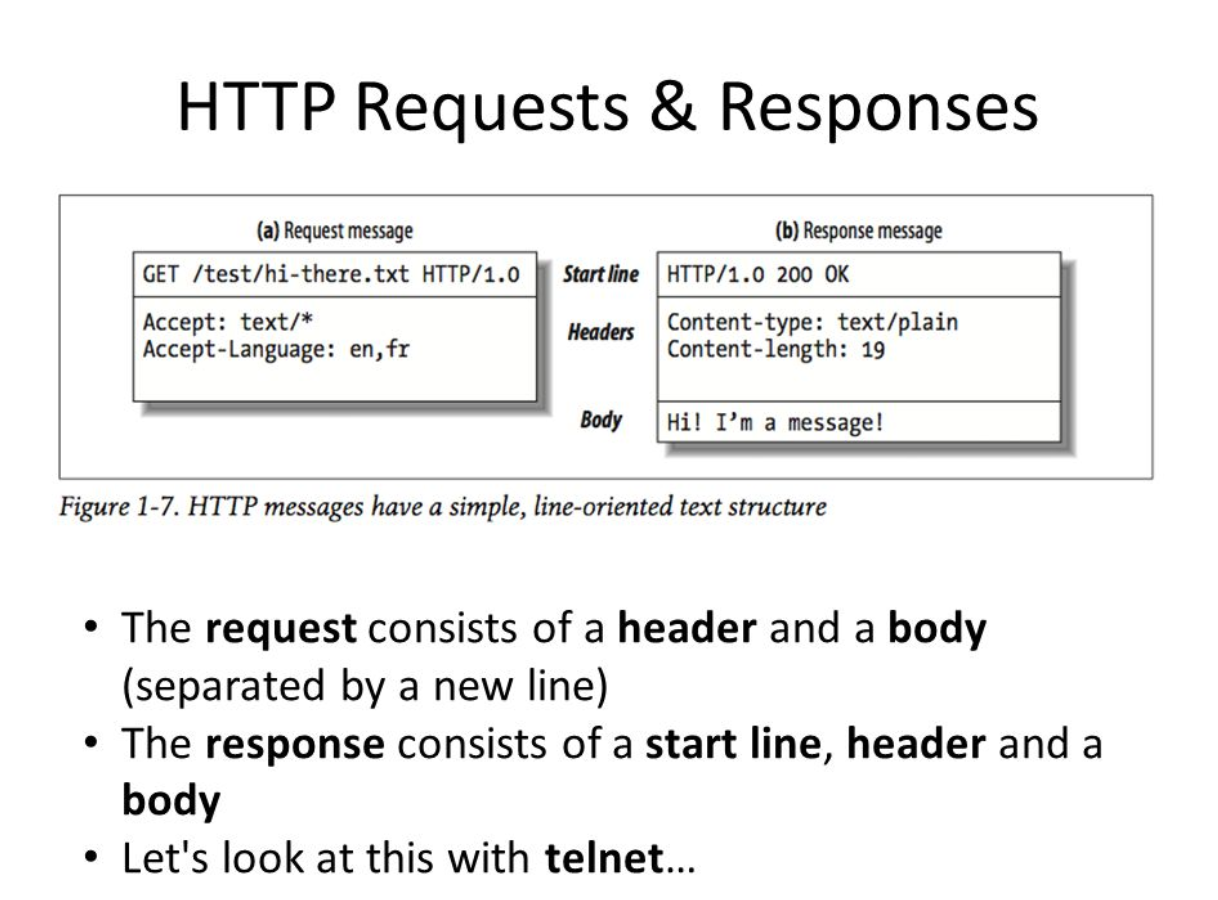 HTTP Requests & Responses
(a) Request message
GET /test/hi-there.txt HTTP/1.0
Accept: text/*
Accept-Language: en,fr
Start line
Headers
Body
(b) Response message
HTTP/1.0 200 OK
Content-type: text/plain
Content-length: 19
Hi! I’m a message!
Figure 1-7. HTTP messages have a simple, line-oriented text structure
• The request consists of a header and a body
(separated by a new line)
• The response consists of a start line, header and a
body
• Let's look at this with telnet…